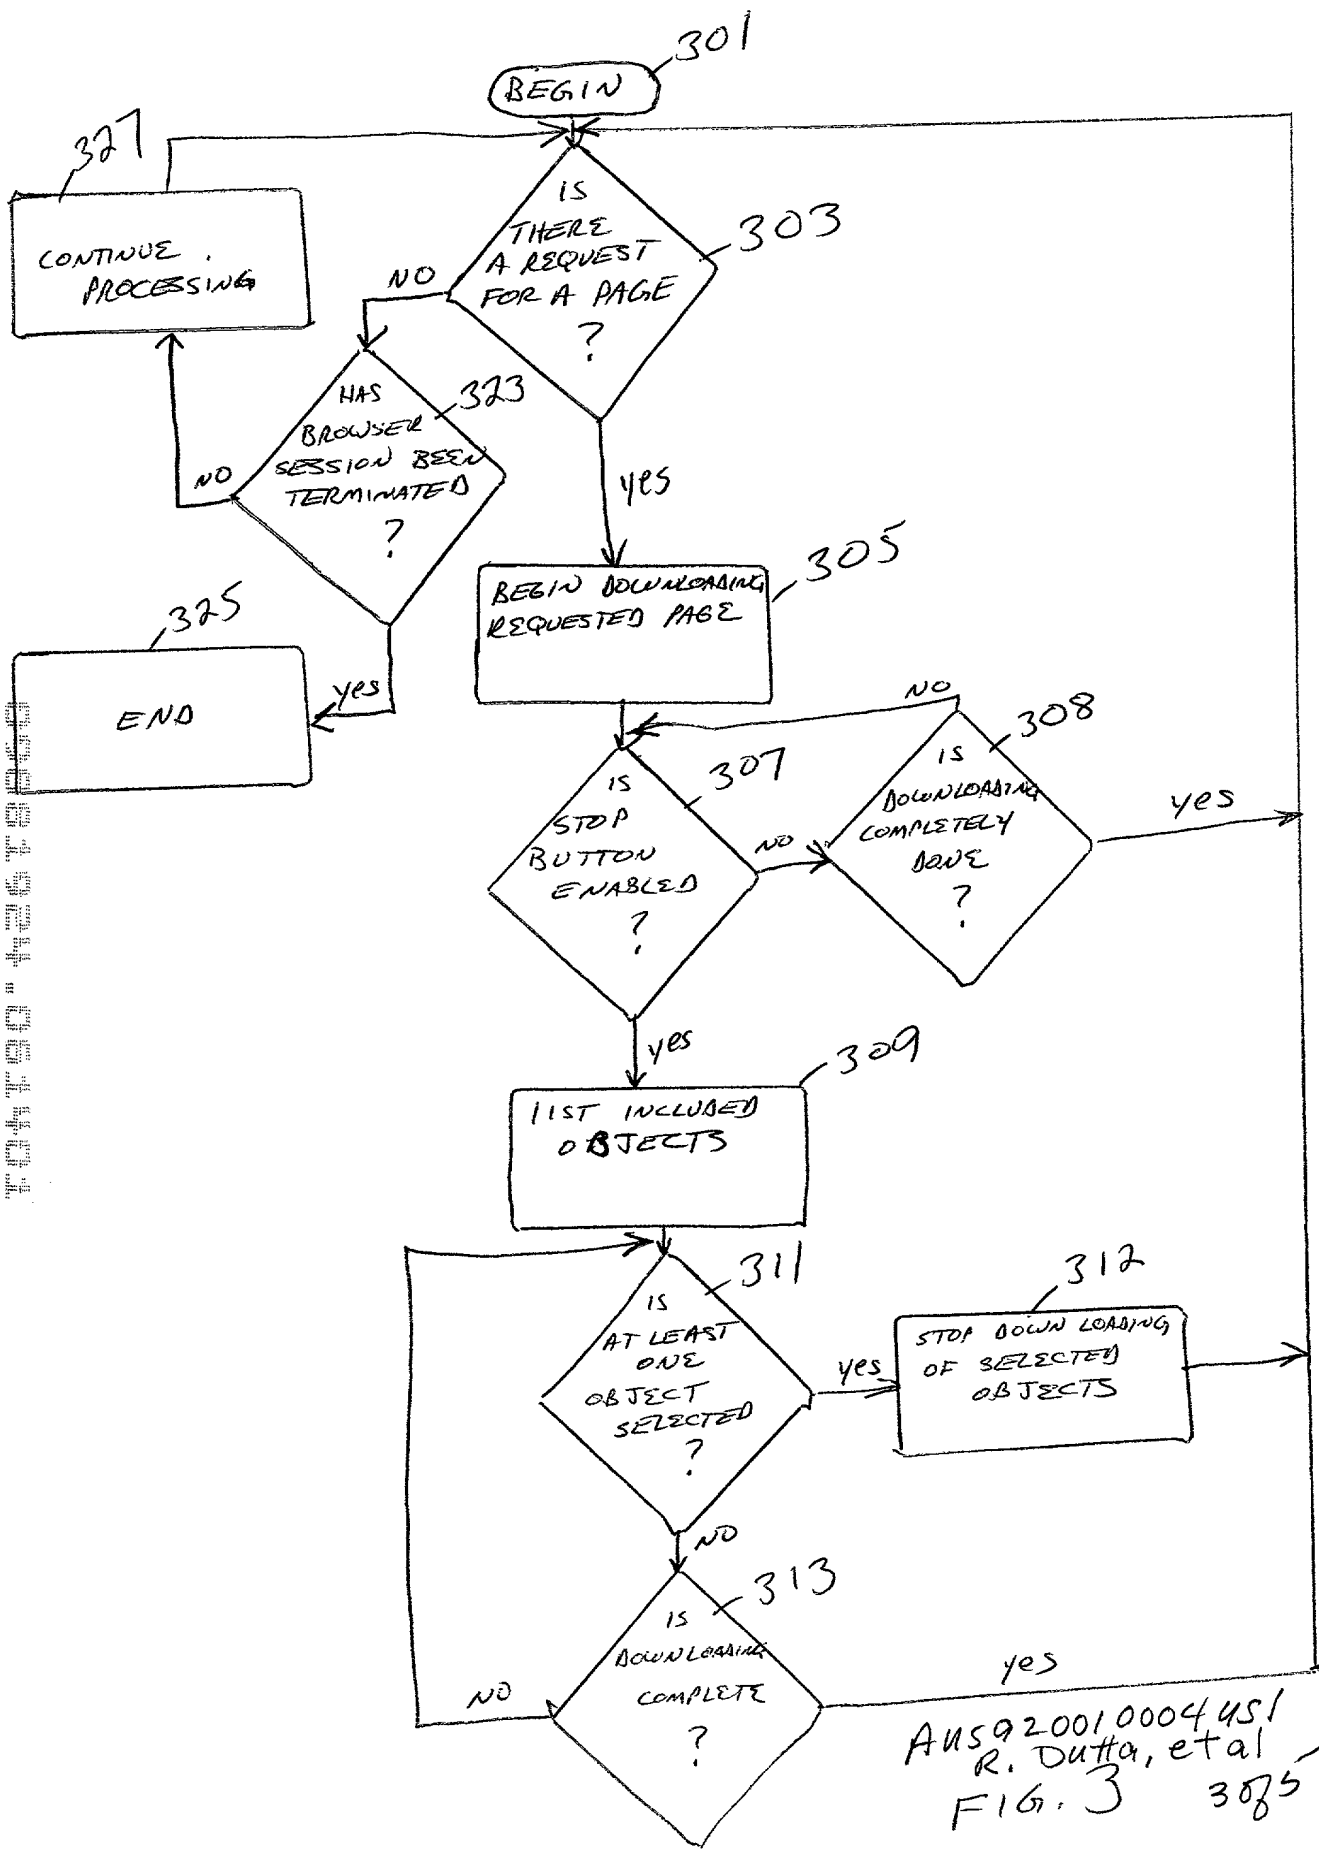 301
BEGIN
327
CONTINUE .
PROCESSING
IS
THERE
A REQUEST
FOR A PAGE
?
303
NO
HAS
BROWSER
SESSION BEEN
TERMINATED
?
323
NO
yes
305
BEGIN DOWNLOADING
REQUESTED PAGE
325
END
yes
NO
308
IS
DOWNLOADING
COMPLETELY
DONE
?
yes
307
IS
STOP
BUTTON
ENABLED
?
NO
yes
309
LIST INCLUDED
OBJECTS
311
IS
AT LEAST
ONE
OBJECT
SELECTED
?
yes
312
STOP DOWN LOADING
OF SELECTED
OBJECTS
NO
313
IS
DOWNLOADING
COMPLETE
?
NO
yes
AUS920010004US1
R. Dutta, et al
FIG. 3
3 of 5